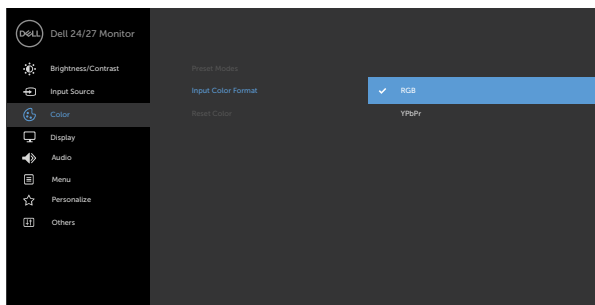 DELL Dell 24/27 Monitor
Brightness/Contrast
Input Source
Color
Display
Audio
Menu
Personalize
Others
Preset Modes
Input Color Format
Reset Color
RGB
YPbPr